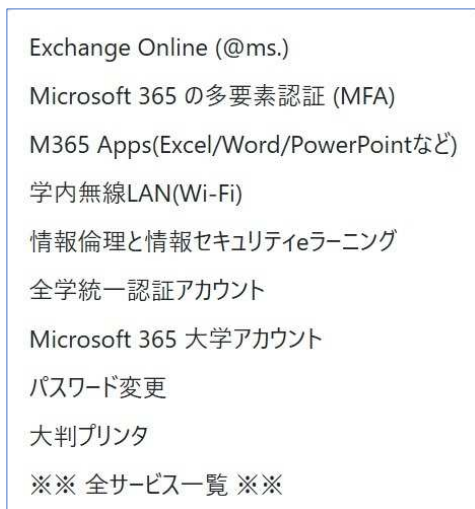 Exchange Online (@ms.)
Microsoft 365 の多要素認証 (MFA)
M365 Apps(Excel/Word/PowerPointなど)
学内無線LAN(Wi-Fi)
情報倫理と情報セキュリティeラーニング
全学統一認証アカウント
Microsoft 365 大学アカウント
パスワード変更
大判プリンタ
※※ 全サービス一覧 ※※